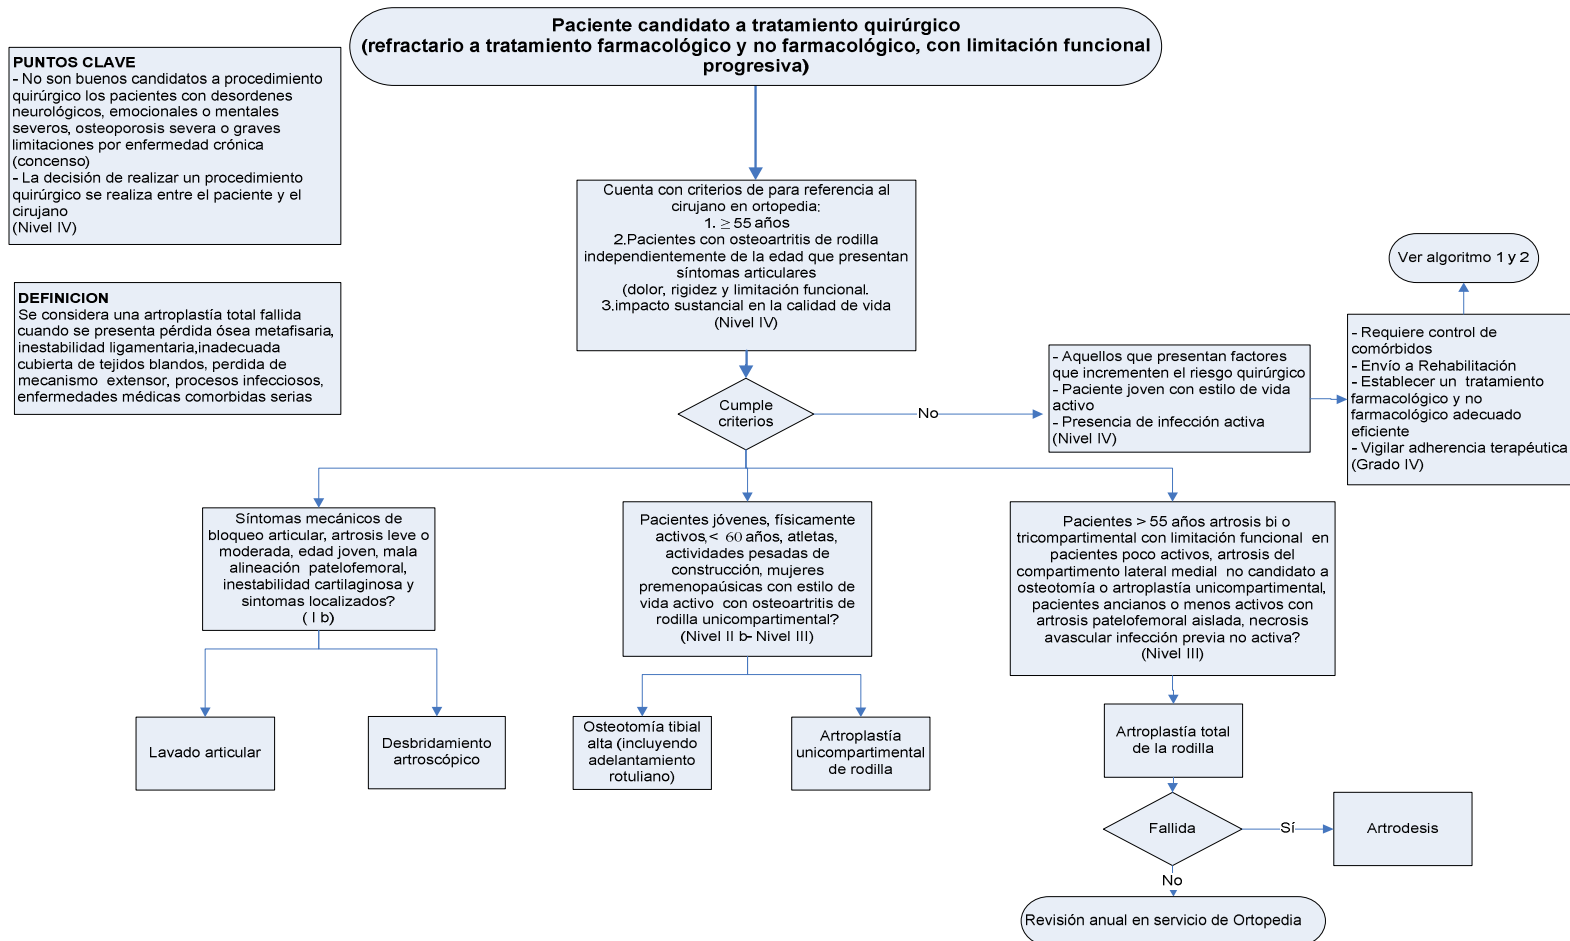 Paciente candidato a tratamiento quirúrgico
(refractario a tratamiento farmacológico y no farmacológico, con limitación funcional
progresiva)
PUNTOS CLAVE
- No son buenos candidatos a procedimiento
quirúrgico los pacientes con desordenes
neurológicos, emocionales o mentales
severos, osteoporosis severa o graves
limitaciones por enfermedad crónica
(concenso)
- La decisión de realizar un procedimiento
quirúrgico se realiza entre el paciente y el
cirujano
(Nivel IV)
DEFINICION
Se considera una artroplastía total fallida
cuando se presenta pérdida ósea metafisaria,
inestabilidad ligamentaria,inadecuada
cubierta de tejidos blandos, perdida de
mecanismo extensor, procesos infecciosos,
enfermedades médicas comorbidas serias
Cuenta con criterios de para referencia al
cirujano en ortopedia:
1. ≥ 55 años
2.Pacientes con osteoartritis de rodilla
independientemente de la edad que presentan
síntomas articulares
(dolor, rigidez y limitación funcional.
3.impacto sustancial en la calidad de vida
(Nivel IV)
Cumple
criterios
No
- Aquellos que presentan factores
que incrementen el riesgo quirúrgico
- Paciente joven con estilo de vida
activo
- Presencia de infección activa
(Nivel IV)
Ver algoritmo 1 y 2
- Requiere control de
comórbidos
- Envío a Rehabilitación
- Establecer un tratamiento
farmacológico y no
farmacológico adecuado
eficiente
- Vigilar adherencia terapéutica
(Grado IV)
Síntomas mecánicos de
bloqueo articular, artrosis leve o
moderada, edad joven, mala
alineación patelofemoral,
inestabilidad cartilaginosa y
sintomas localizados?
( I b)
Lavado articular
Desbridamiento
artroscópico
Pacientes jóvenes, físicamente
activos,< 60 años, atletas,
actividades pesadas de
construcción, mujeres
premenopaúsicas con estilo de
vida activo con osteoartritis de
rodilla unicompartimental?
(Nivel II b- Nivel III)
Osteotomía tibial
alta (incluyendo
adelantamiento
rotuliano)
Artroplastía
unicompartimental
de rodilla
Pacientes > 55 años artrosis bi o
tricompartimental con limitación funcional en
pacientes poco activos, artrosis del
compartimento lateral medial no candidato a
osteotomía o artroplastía unicompartimental,
pacientes ancianos o menos activos con
artrosis patelofemoral aislada, necrosis
avascular infección previa no activa?
(Nivel III)
Artroplastía total
de la rodilla
Fallida
Sí
Artrodesis
No
Revisión anual en servicio de Ortopedia